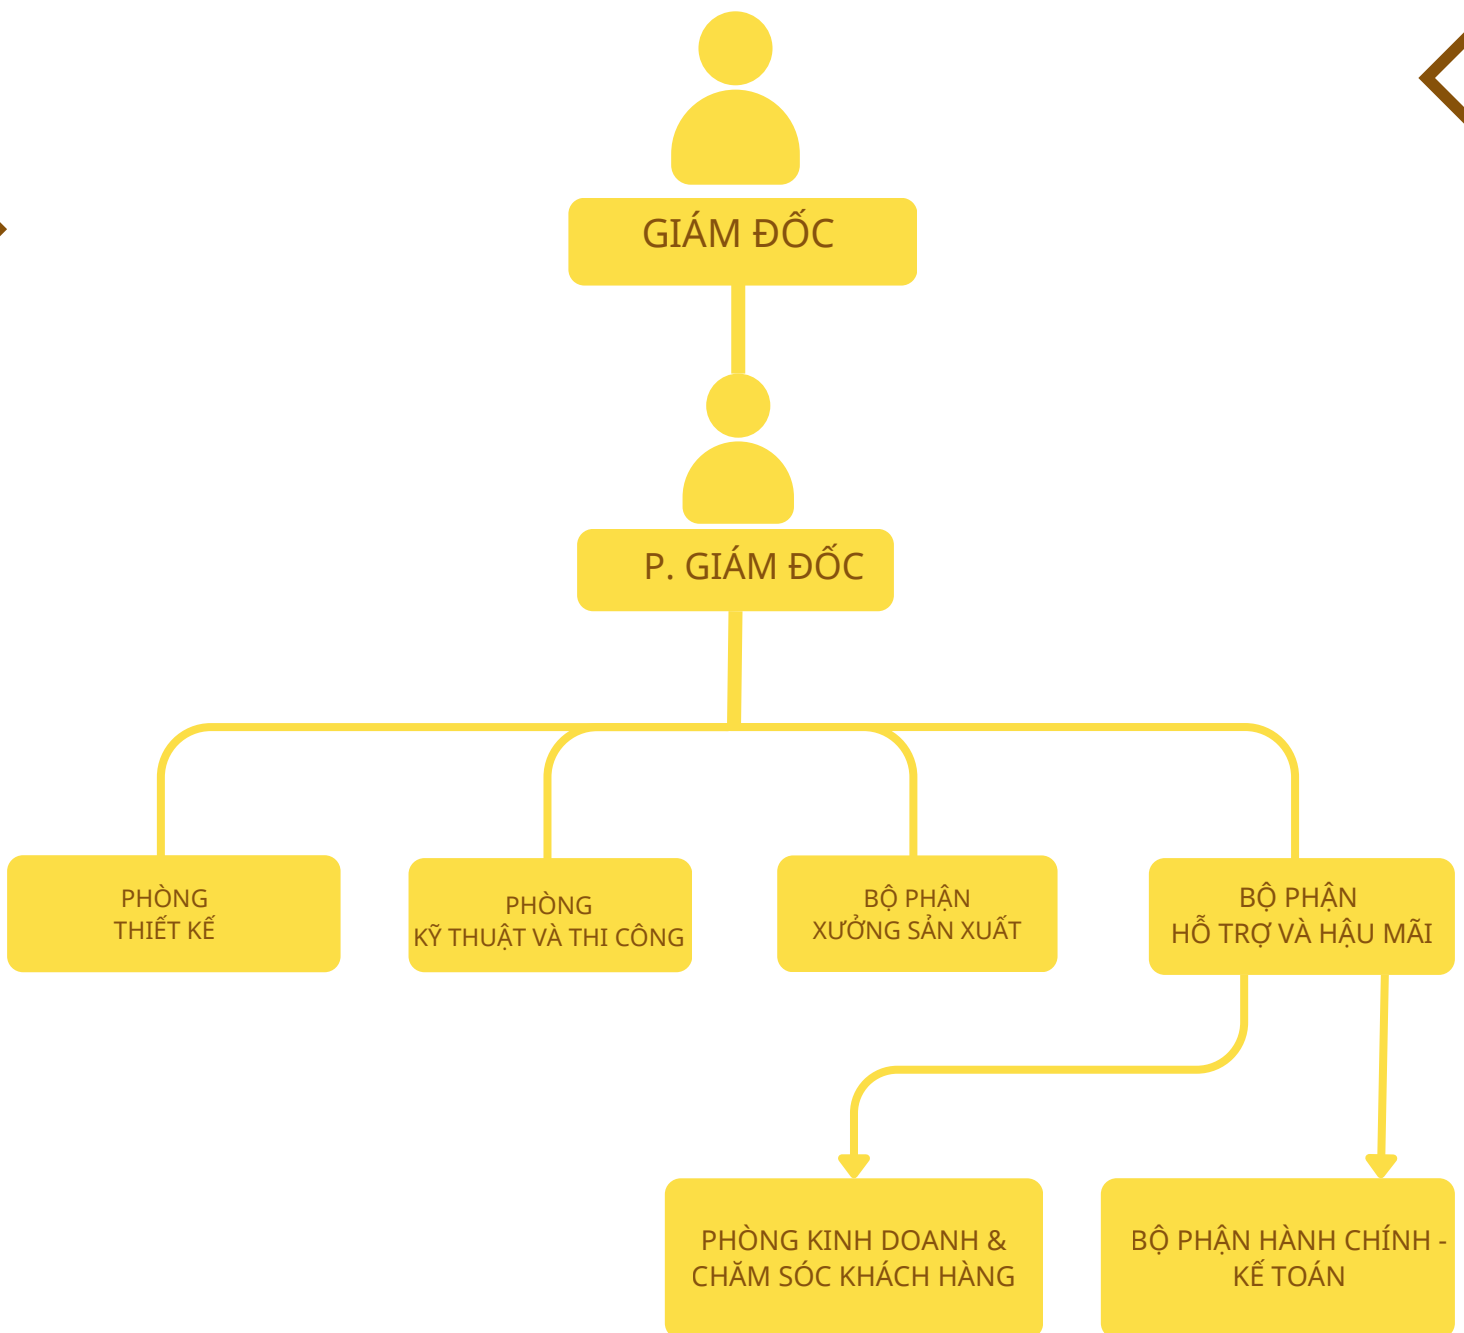 GIÁM ĐỐC
P. GIÁM ĐỐC
PHÒNG
THIẾT KẾ
PHÒNG
KỸ THUẬT VÀ THI CÔNG
BỘ PHẬN
XƯỞNG SẢN XUẤT
BỘ PHẬN
HỖ TRỢ VÀ HẬU MÃI
PHÒNG KINH DOANH &
CHĂM SÓC KHÁCH HÀNG
BỘ PHẬN HÀNH CHÍNH -
KẾ TOÁN